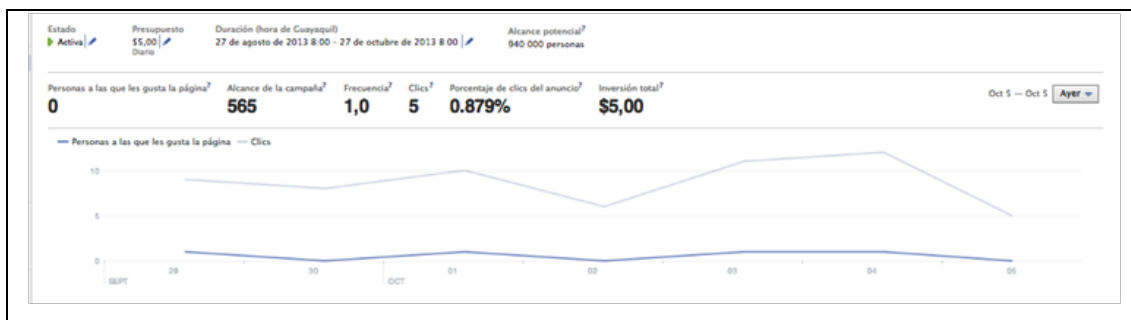 Estado Presupuesto Duración (hora de Guayaquil) Alcance potencial?
Activa $5,00 27 de agosto de 2013 8:00 - 27 de octubre de 2013 8:00 940 000 personas
Diario
Personas a las que les gusta la página? Alcance de la campaña? Frecuencia? Clics? Porcentaje de clics del anuncio? Inversión total?
0 565 1,0 5 0.879% $5,00 Oct 5 — Oct 5 Ayer
Personas a las que les gusta la página Clics
10
5
0
29 30 01 02 03 04 05
SEPT OCT